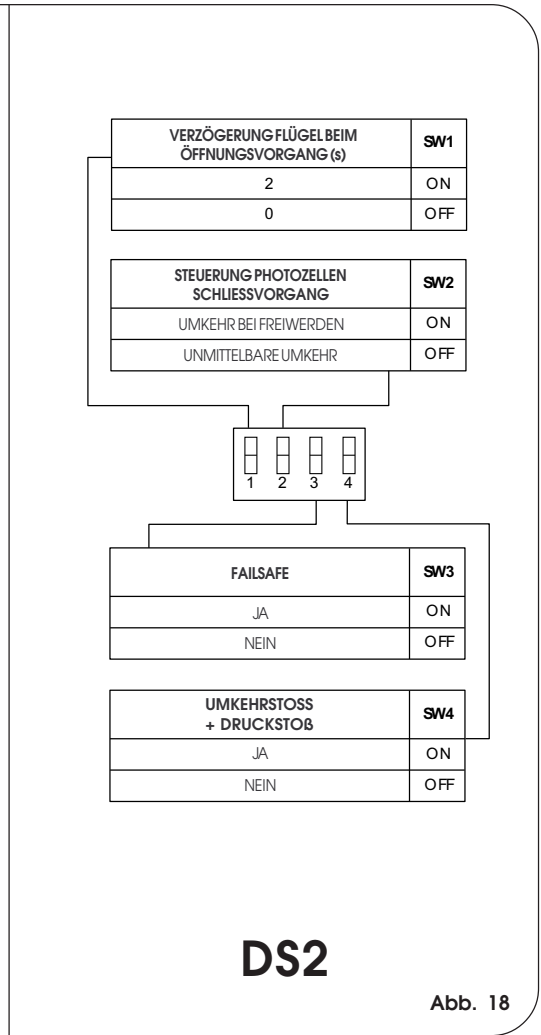 VERZÖGERUNG FLÜGEL BEIM ÖFFNUNGSVORGANG (s) SW1
2 ON
0 OFF
STEUERUNG PHOTOZELLEN SCHLIESSVORGANG SW2
UMKEHR BEI FREIWERDEN ON
UNMITTELBARE UMKEHR OFF
1 2 3 4
FAILSAFE SW3
JA ON
NEIN OFF
UMKEHRSTOSS + DRUCKSTOß SW4
JA ON
NEIN OFF
DS2
Abb. 18